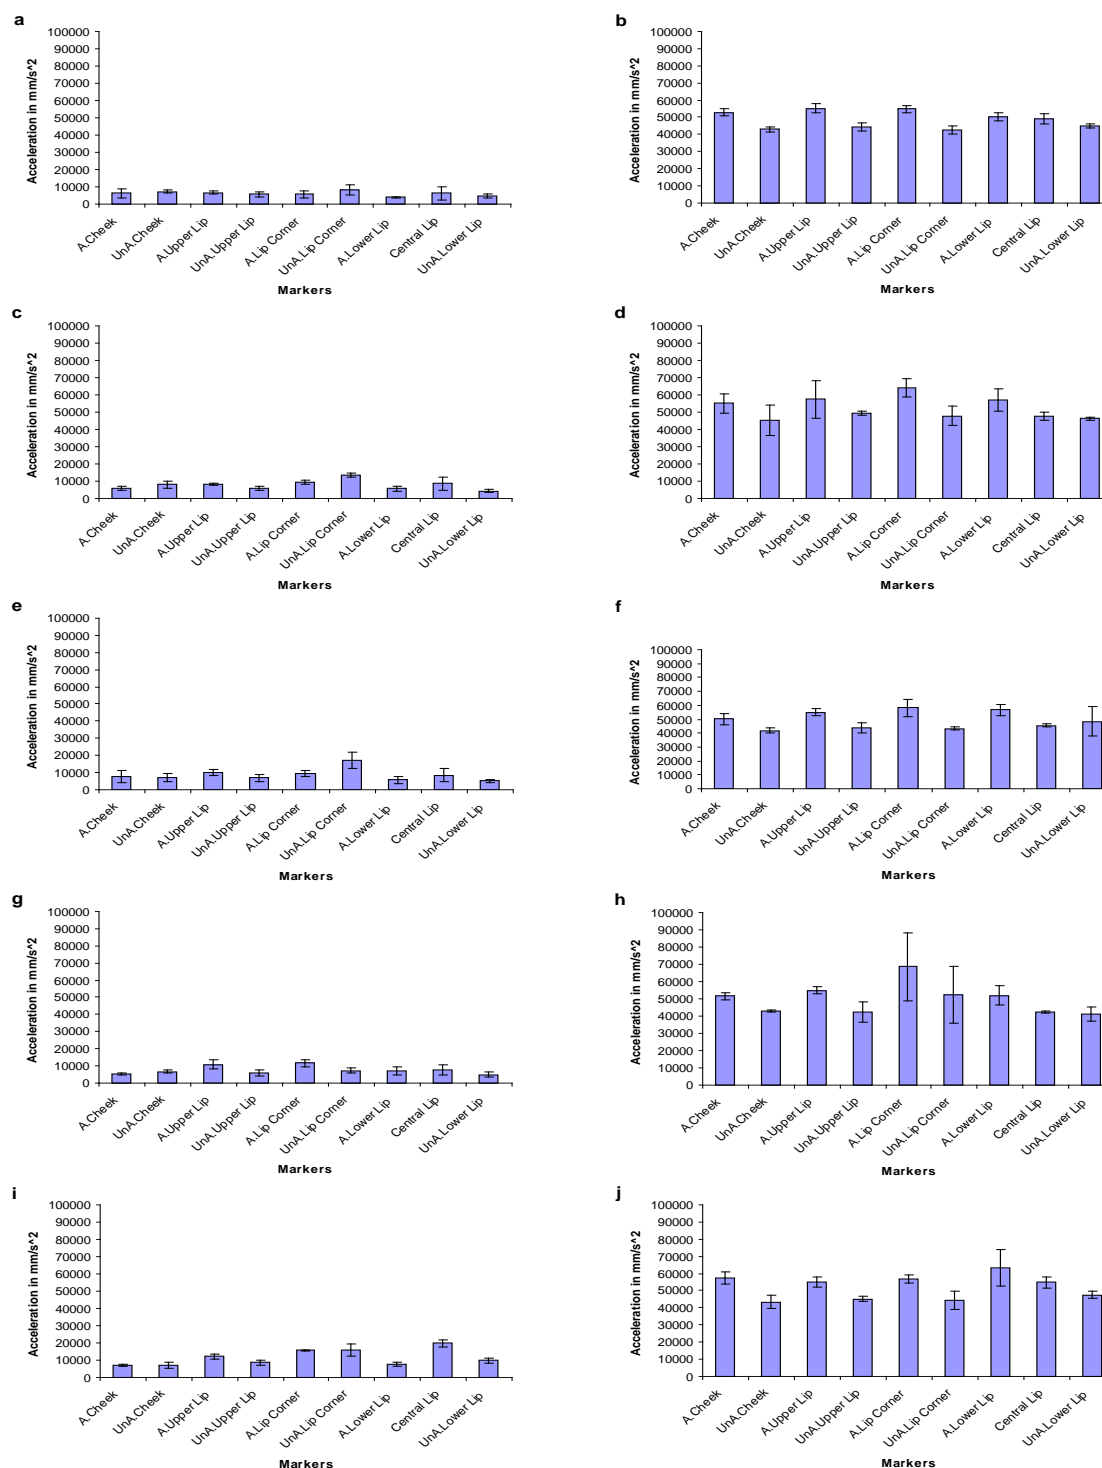 a
Acceleration in mm/s^2
100000
90000
80000
70000
60000
50000
40000
30000
20000
10000
0
A.Cheek
UnA.Cheek
A.Upper Lip
UnA.Upper Lip
A.Lip Corner
UnA.Lip Corner
A.Lower Lip
Central Lip
UnA.Lower Lip
Markers
b
Acceleration in mm/s^2
100000
90000
80000
70000
60000
50000
40000
30000
20000
10000
0
A.Cheek
UnA.Cheek
A.Upper Lip
UnA.Upper Lip
A.Lip Corner
UnA.Lip Corner
A.Lower Lip
Central Lip
UnA.Lower Lip
Markers
c
Acceleration in mm/s^2
100000
90000
80000
70000
60000
50000
40000
30000
20000
10000
0
A.Cheek
UnA.Cheek
A.Upper Lip
UnA.Upper Lip
A.Lip Corner
UnA.Lip Corner
A.Lower Lip
Central Lip
UnA.Lower Lip
Markers
d
Acceleration in mm/s^2
100000
90000
80000
70000
60000
50000
40000
30000
20000
10000
0
A.Cheek
UnA.Cheek
A.Upper Lip
UnA.Upper Lip
A.Lip Corner
UnA.Lip Corner
A.Lower Lip
Central Lip
UnA.Lower Lip
Markers
e
Acceleration in mm/s^2
100000
90000
80000
70000
60000
50000
40000
30000
20000
10000
0
A.Cheek
UnA.Cheek
A.Upper Lip
UnA.Upper Lip
A.Lip Corner
UnA.Lip Corner
A.Lower Lip
Central Lip
UnA.Lower Lip
Markers
f
Acceleration in mm/s^2
100000
90000
80000
70000
60000
50000
40000
30000
20000
10000
0
A.Cheek
UnA.Cheek
A.Upper Lip
UnA.Upper Lip
A.Lip Corner
UnA.Lip Corner
A.Lower Lip
Central Lip
UnA.Lower Lip
Markers
g
Acceleration in mm/s^2
100000
90000
80000
70000
60000
50000
40000
30000
20000
10000
0
A.Cheek
UnA.Cheek
A.Upper Lip
UnA.Upper Lip
A.Lip Corner
UnA.Lip Corner
A.Lower Lip
Central Lip
UnA.Lower Lip
Markers
h
Acceleration in mm/s^2
100000
90000
80000
70000
60000
50000
40000
30000
20000
10000
0
A.Cheek
UnA.Cheek
A.Upper Lip
UnA.Upper Lip
A.Lip Corner
UnA.Lip Corner
A.Lower Lip
Central Lip
UnA.Lower Lip
Markers
i
Acceleration in mm/s^2
100000
90000
80000
70000
60000
50000
40000
30000
20000
10000
0
A.Cheek
UnA.Cheek
A.Upper Lip
UnA.Upper Lip
A.Lip Corner
UnA.Lip Corner
A.Lower Lip
Central Lip
UnA.Lower Lip
Markers
j
Acceleration in mm/s^2
100000
90000
80000
70000
60000
50000
40000
30000
20000
10000
0
A.Cheek
UnA.Cheek
A.Upper Lip
UnA.Upper Lip
A.Lip Corner
UnA.Lip Corner
A.Lower Lip
Central Lip
UnA.Lower Lip
Markers